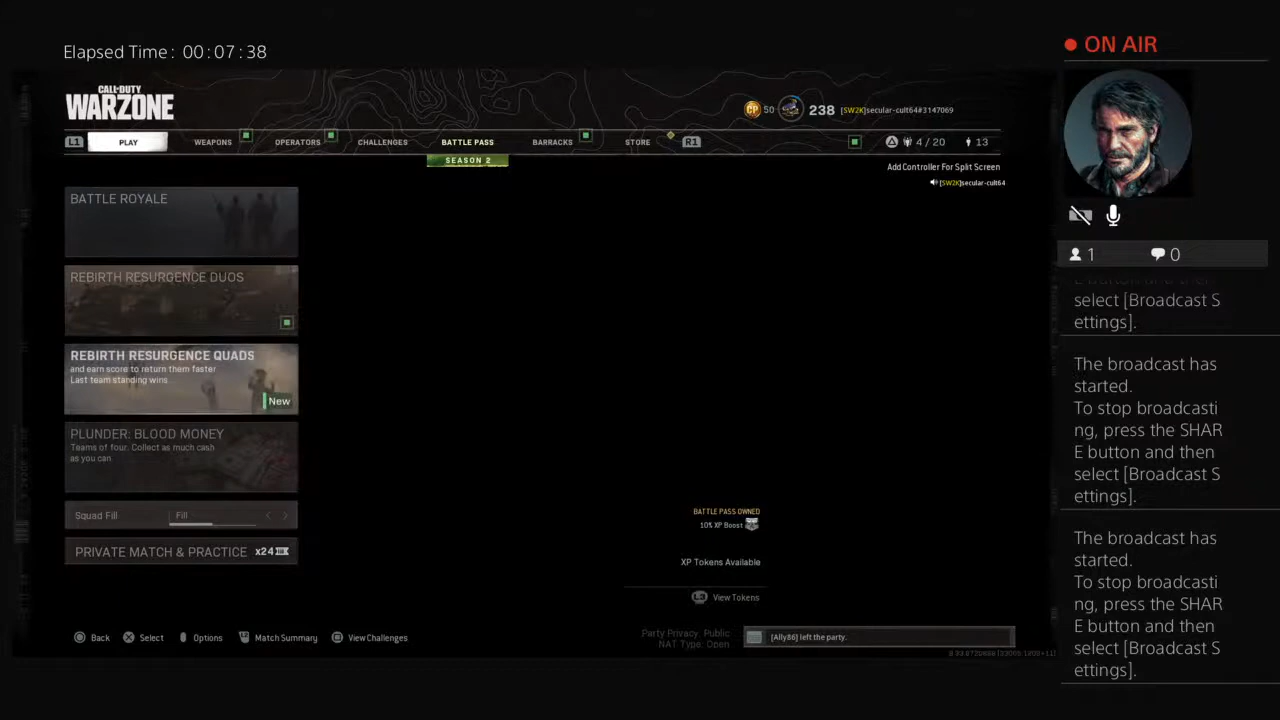 Elapsed Time: 00:07:38
ON AIR
CALL OF DUTY
WARZONE
CP 50 238 [SW2K]secular-cult64#3147069
L1 PLAY WEAPONS OPERATORS CHALLENGES BATTLE PASS BARRACKS STORE R1 4 / 20 13
SEASON 2
Add Controller For Split Screen
[SW2K]secular-cult64
BATTLE ROYALE
REBIRTH RESURGENCE DUOS
REBIRTH RESURGENCE QUADS
and earn score to return them faster
Last team standing wins.
New
PLUNDER: BLOOD MONEY
Teams of four. Collect as much cash
as you can
Squad Fill Fill
PRIVATE MATCH & PRACTICE x24
BATTLE PASS OWNED
10% XP Boost
XP Tokens Available
L3 View Tokens
Back Select Options Match Summary View Challenges
Party Privacy: Public
NAT Type: Open
[Ally86] left the party.
1 0
select [Broadcast S
ettings].
The broadcast has
started.
To stop broadcasti
ng, press the SHAR
E button and then
select [Broadcast S
ettings].
The broadcast has
started.
To stop broadcasti
ng, press the SHAR
E button and then
select [Broadcast S
ettings].